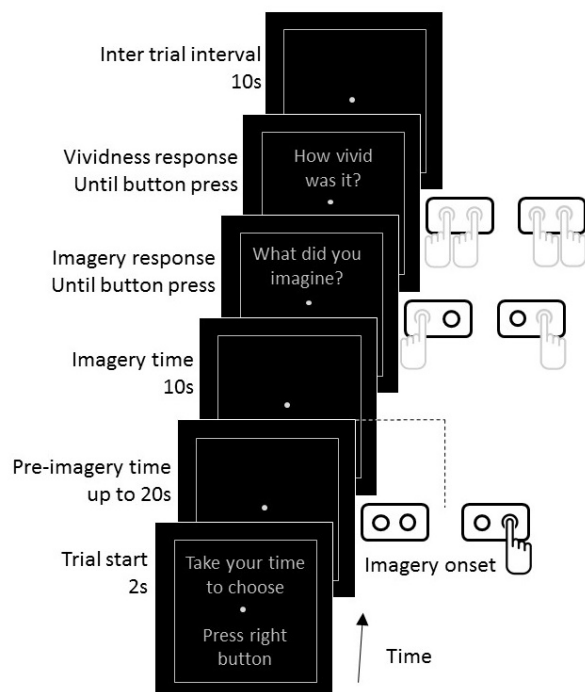 Inter trial interval
10s
Vividness response
Until button press
How vivid
was it?
Imagery response
Until button press
What did you
imagine?
Imagery time
10s
Pre-imagery time
up to 20s
Imagery onset
Trial start
2s
Take your time
to choose
Press right
button
Time